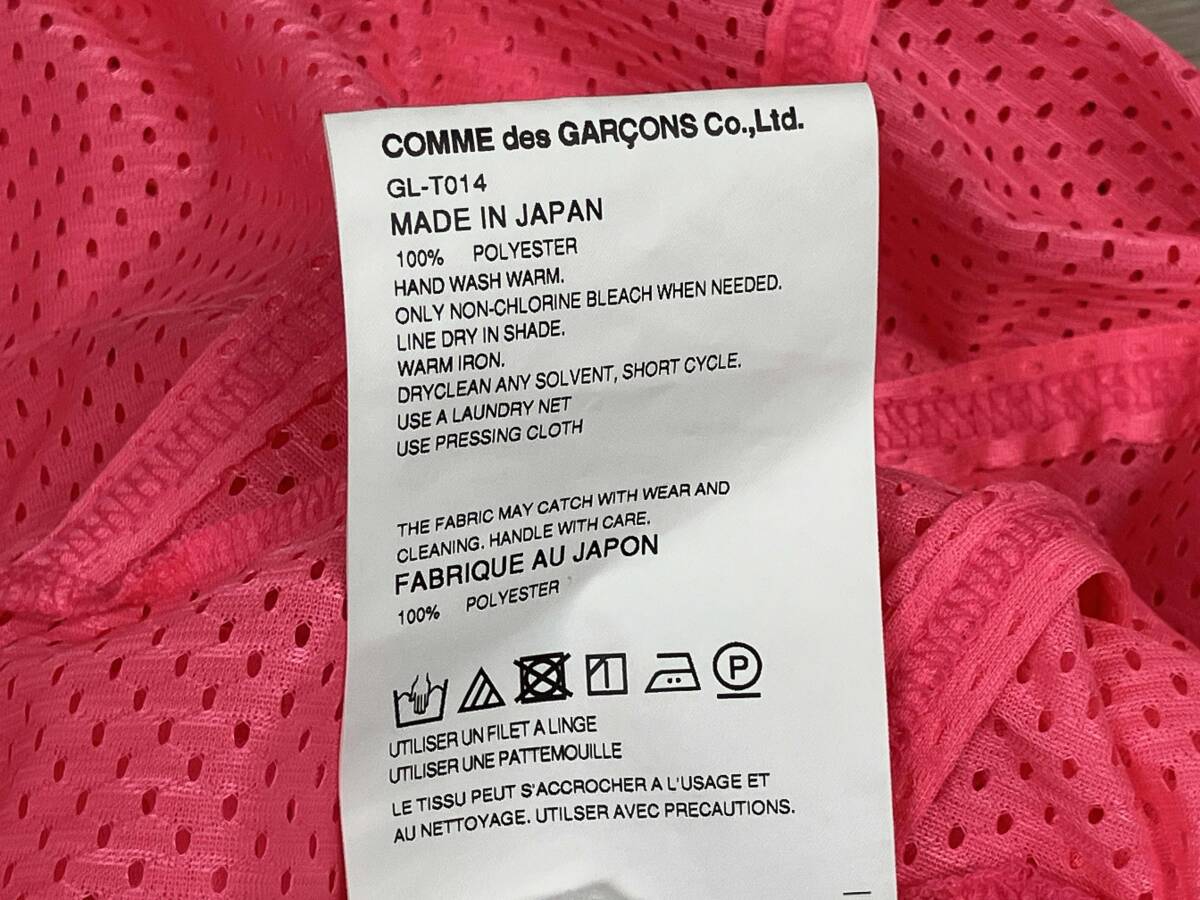 COMME des GARÇONS Co.,Ltd.
GL-T014
MADE IN JAPAN
100% POLYESTER
HAND WASH WARM.
ONLY NON-CHLORINE BLEACH WHEN NEEDED.
LINE DRY IN SHADE.
WARM IRON.
DRYCLEAN ANY SOLVENT, SHORT CYCLE.
USE A LAUNDRY NET
USE PRESSING CLOTH
THE FABRIC MAY CATCH WITH WEAR AND
CLEANING. HANDLE WITH CARE.
FABRIQUE AU JAPON
100% POLYESTER
P
UTILISER UN FILET A LINGE
UTILISER UNE PATTEMOUILLE
LE TISSU PEUT S'ACCROCHER A L'USAGE ET
AU NETTOYAGE. UTILSER AVEC PRECAUTIONS.